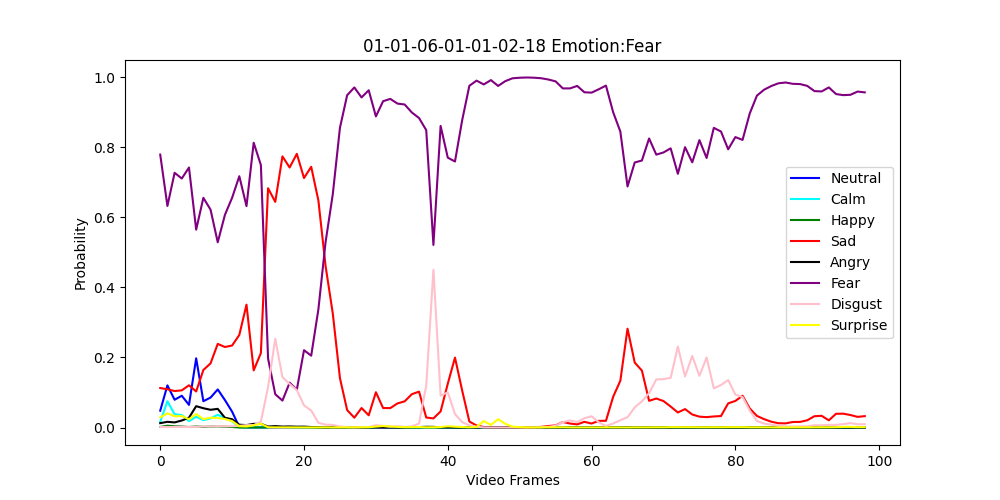 01-01-06-01-01-02-18 Emotion:Fear
Probability
1.0
0.8
0.6
0.4
0.2
0.0
0 20 40 60 80 100
Video Frames
Neutral
Calm
Happy
Sad
Angry
Fear
Disgust
Surprise